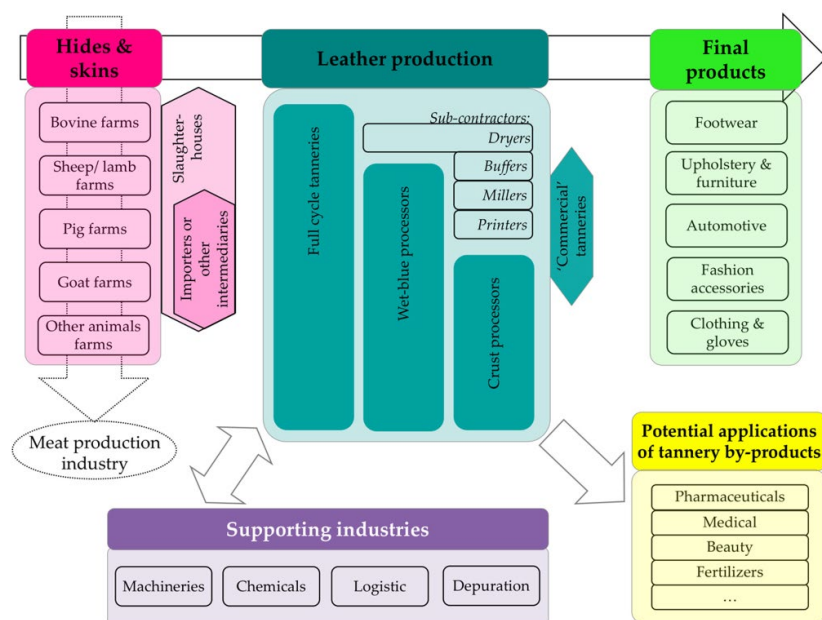 Hides &
skins
Leather production
Final
products
Bovine farms
Sheep/ lamb
farms
Pig farms
Goat farms
Other animals
farms
Slaughter-
houses
Importers or
other
intermediaries
Meat production
industry
Full cycle tanneries
Wet-blue processors
Crust processors
Sub-contractors:
Dryers
Buffers
Millers
Printers
'Commercial'
tanneries
Footwear
Upholstery &
furniture
Automotive
Fashion
accessories
Clothing &
gloves
Potential applications
of tannery by-products
Pharmaceuticals
Medical
Beauty
Fertilizers
…
Supporting industries
Machineries
Chemicals
Logistic
Depuration